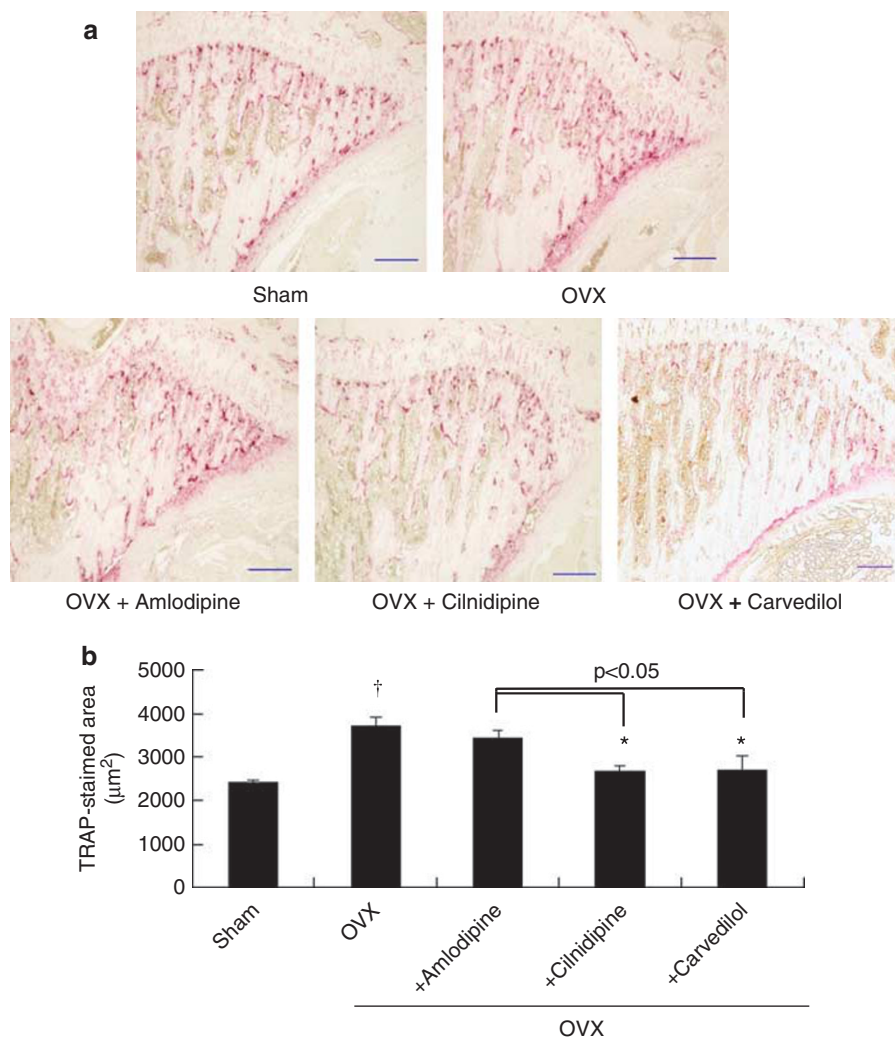 a
Sham
OVX
OVX + Amlodipine
OVX + Cilnidipine
OVX + Carvedilol
b
TRAP-staimed area
(μm²)
5000
4000
3000
2000
1000
0
†
p<0.05
*
*
Sham
OVX
+Amlodipine
+Cilnidipine
+Carvedilol
OVX